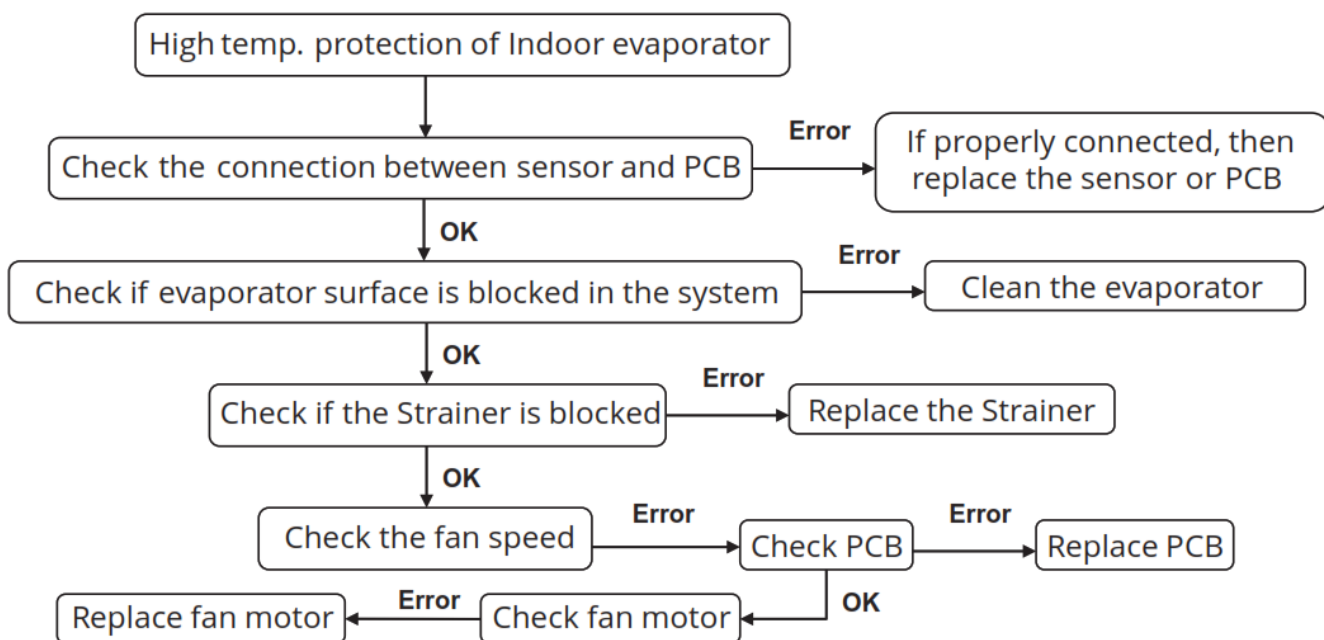 High temp. protection of Indoor evaporator
Check the connection between sensor and PCB
Error
If properly connected, then
replace the sensor or PCB
OK
Check if evaporator surface is blocked in the system
Error
Clean the evaporator
OK
Check if the Strainer is blocked
Error
Replace the Strainer
OK
Check the fan speed
Error
Check PCB
Error
Replace PCB
OK
Check fan motor
Error
Replace fan motor